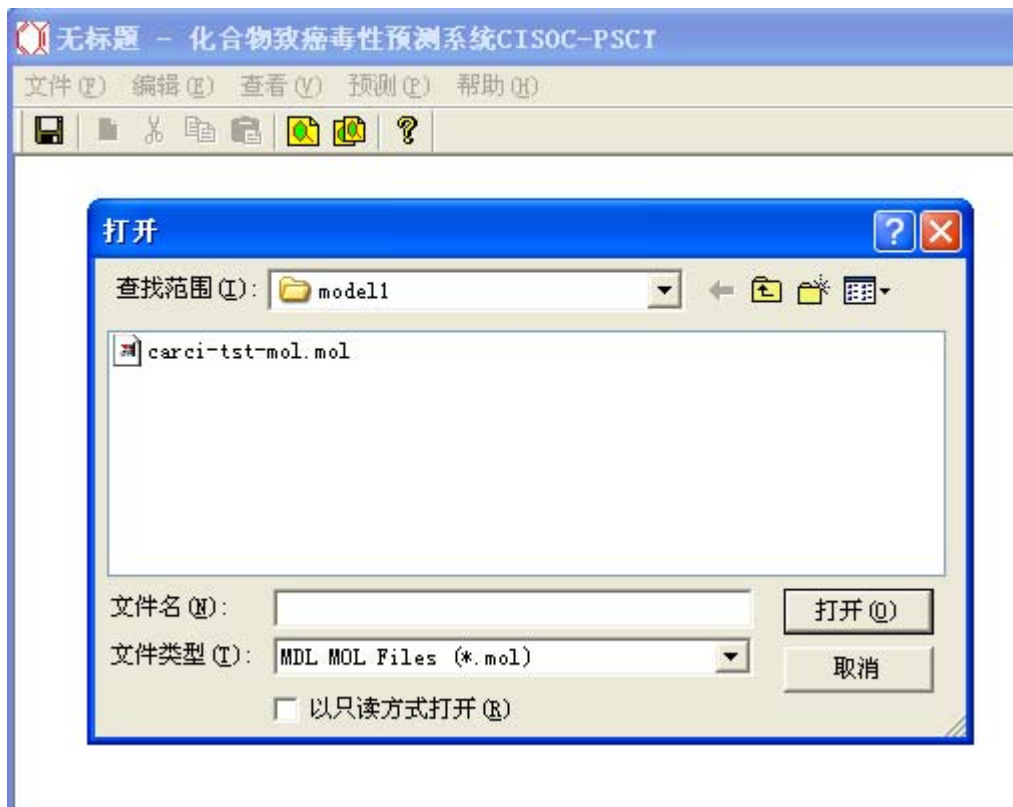 无标题 - 化合物致癌毒性预测系统CISOC-PSCT
文件(F) 编辑(E) 查看(V) 预测(P) 帮助(H)
打开
查找范围(I): model1
carci-tst-mol.mol
文件名(N): 打开(O)
文件类型(T): MDL MOL Files (*.mol) 取消
以只读方式打开(R)